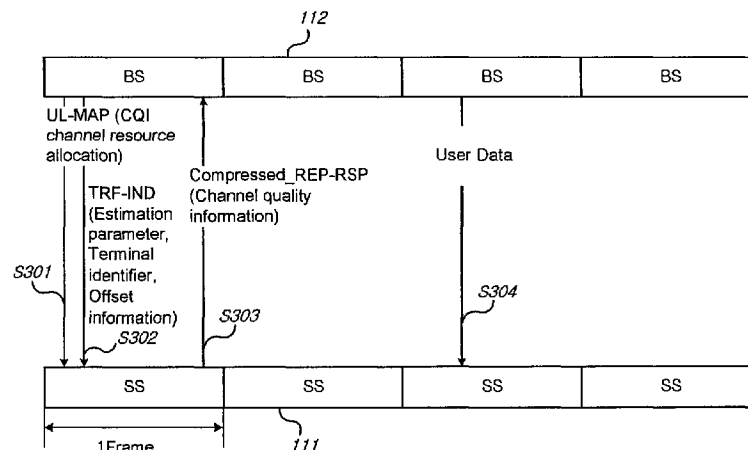 112
BS BS BS BS
UL-MAP (CQI
channel resource
allocation)
TRF-IND
(Estimation
parameter,
Terminal
identifier,
Offset
information)
Compressed_REP-RSP
(Channel quality
information)
User Data
S301
S302
S303
S304
SS SS SS SS
1Frame
111